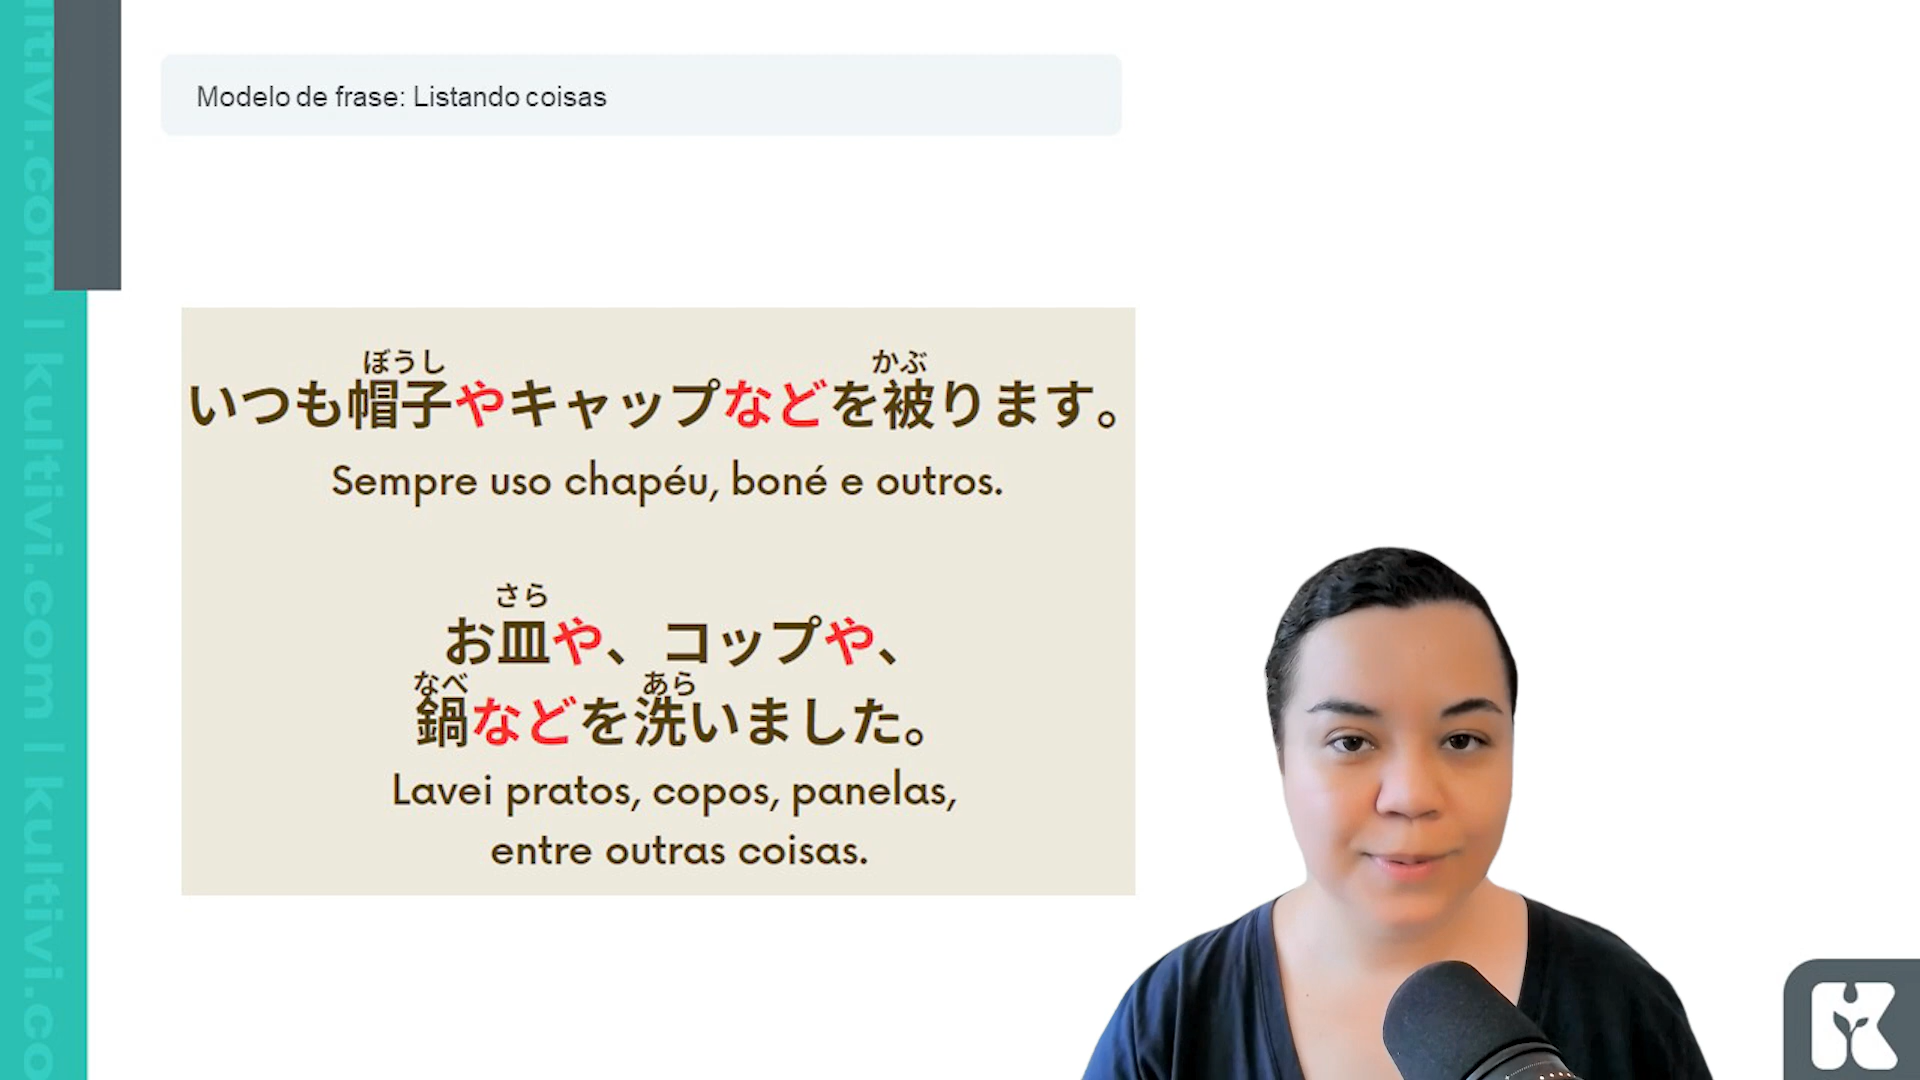 Modelo de frase: Listando coisas
ぼうし かぶ
いつも帽子やキャップなどを被ります。
Sempre uso chapéu, boné e outros.
さら
お皿や、コップや、
なべ あら
鍋などを洗いました。
Lavei pratos, copos, panelas,
entre outras coisas.
ultivi.com | kultivi.com | kultivi.co
K